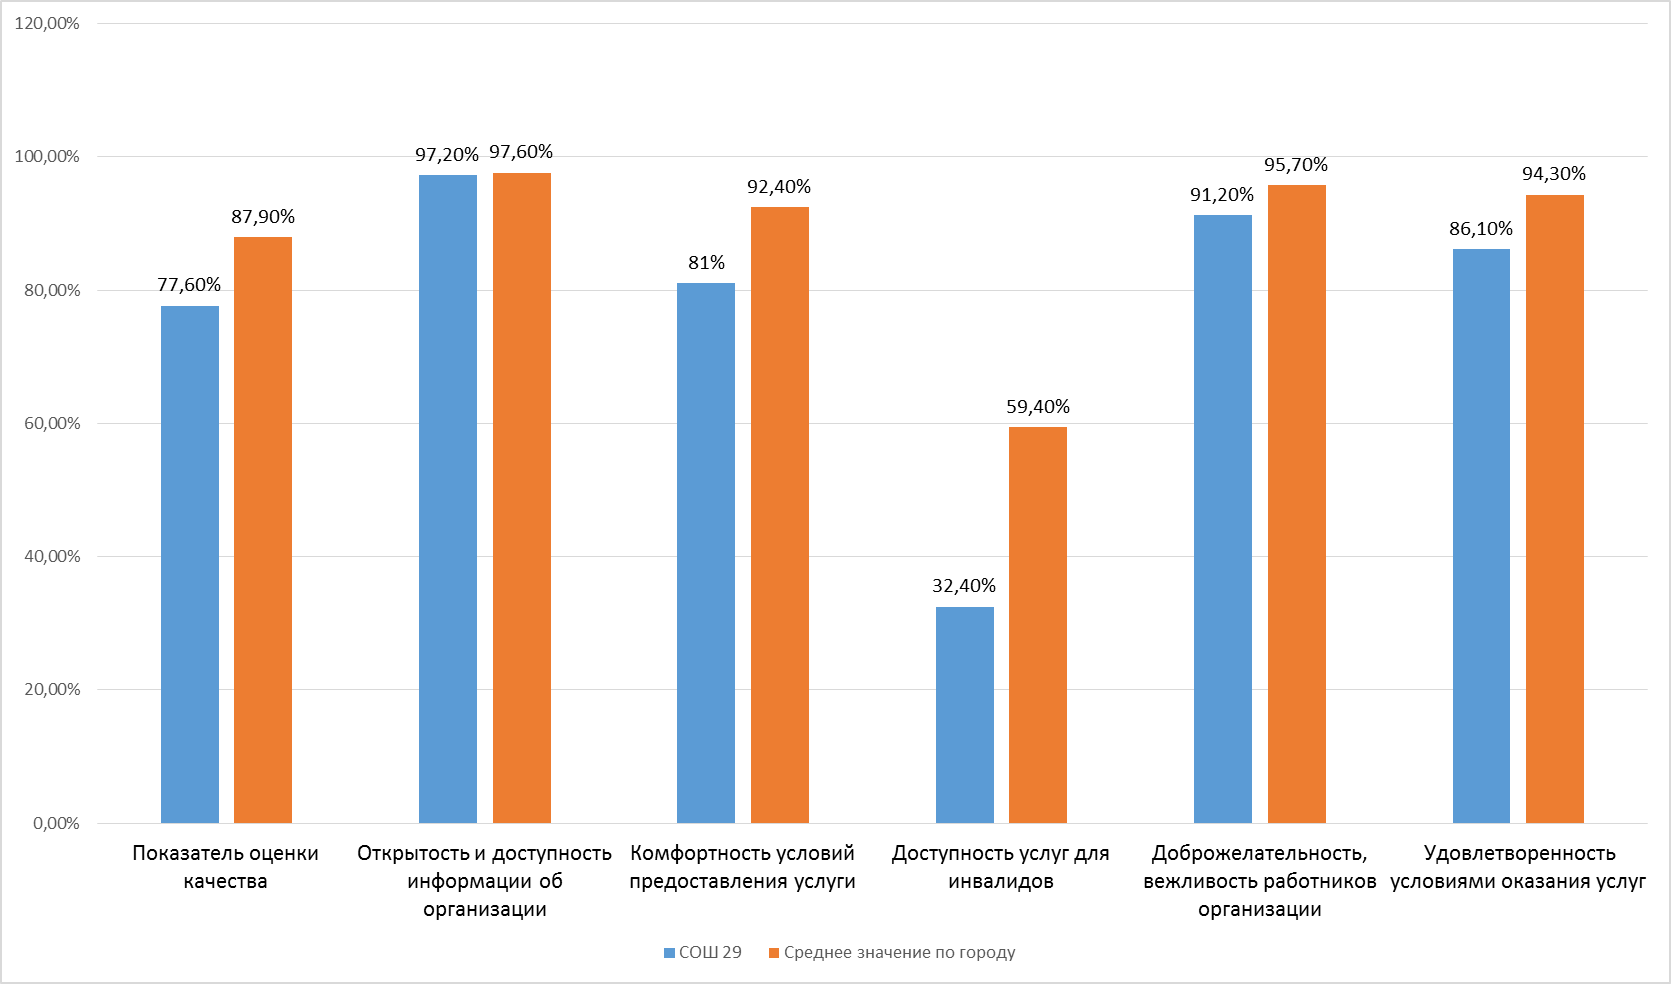 120,00%
100,00%
80,00%
60,00%
40,00%
20,00%
0,00%
77,60%
87,90%
97,20%
97,60%
81%
92,40%
32,40%
59,40%
91,20%
95,70%
86,10%
94,30%
Показатель оценки
качества
Открытость и доступность
информации об
организации
Комфортность условий
предоставления услуги
Доступность услуг для
инвалидов
Доброжелательность,
вежливость работников
организации
Удовлетворенность
условиями оказания услуг
СОШ 29
Среднее значение по городу